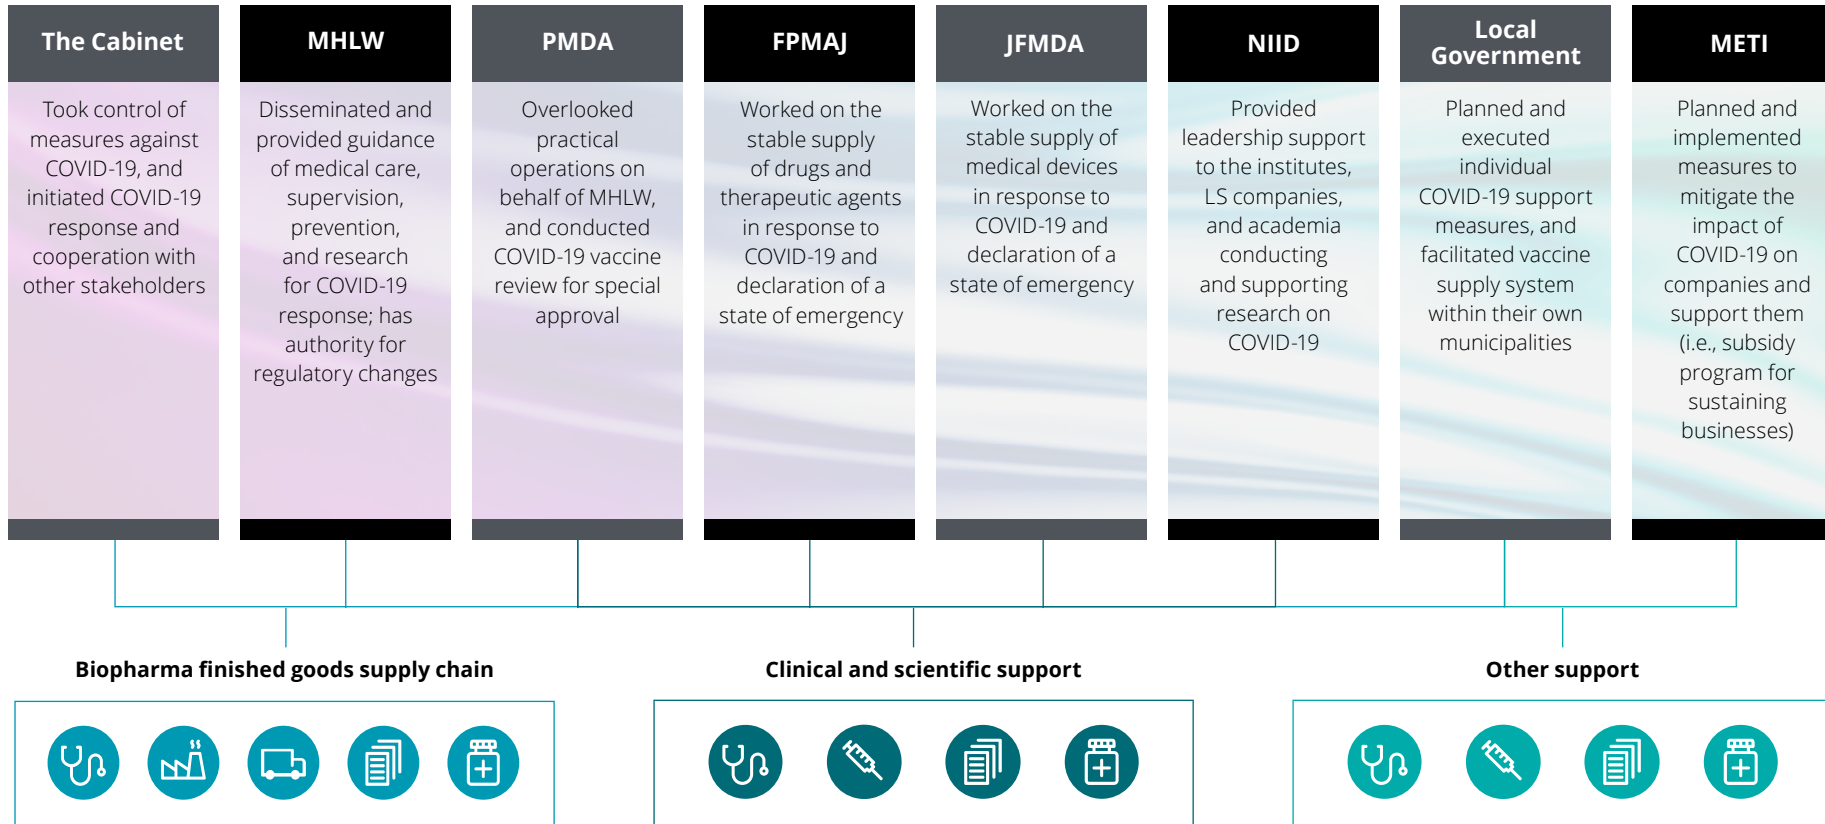 The Cabinet
Took control of
measures against
COVID-19, and
initiated COVID-19
response and
cooperation with
other stakeholders
MHLW
Disseminated and
provided guidance
of medical care,
supervision,
prevention,
and research
for COVID-19
response; has
authority for
regulatory changes
PMDA
Overlooked
practical
operations on
behalf of MHLW,
and conducted
COVID-19 vaccine
review for special
approval
FPMAJ
Worked on the
stable supply
of drugs and
therapeutic agents
in response to
COVID-19 and
declaration of a
state of emergency
JFMDA
Worked on the
stable supply of
medical devices
in response to
COVID-19 and
declaration of a
state of emergency
NIID
Provided
leadership support
to the institutes,
LS companies,
and academia
conducting
and supporting
research on
COVID-19
Local
Government
Planned and
executed
individual
COVID-19 support
measures, and
facilitated vaccine
supply system
within their own
municipalities
METI
Planned and
implemented
measures to
mitigate the
impact of
COVID-19 on
companies and
support them
(i.e., subsidy
program for
sustaining
businesses)
Biopharma finished goods supply chain
Clinical and scientific support
Other support